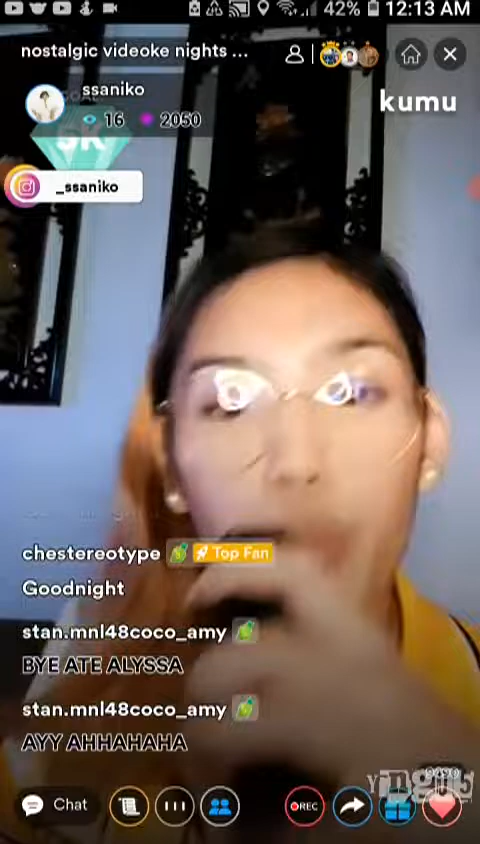 42% 12:13 AM
nostalgic videoke nights ...
ssaniko
16 2050
kumu
5K
_ssaniko
chestereotype Top Fan
Goodnight
stan.mnl48coco_amy
BYE ATE ALYSSA
stan.mnl48coco_amy
AYY AHHAHAHA
Chat
REC